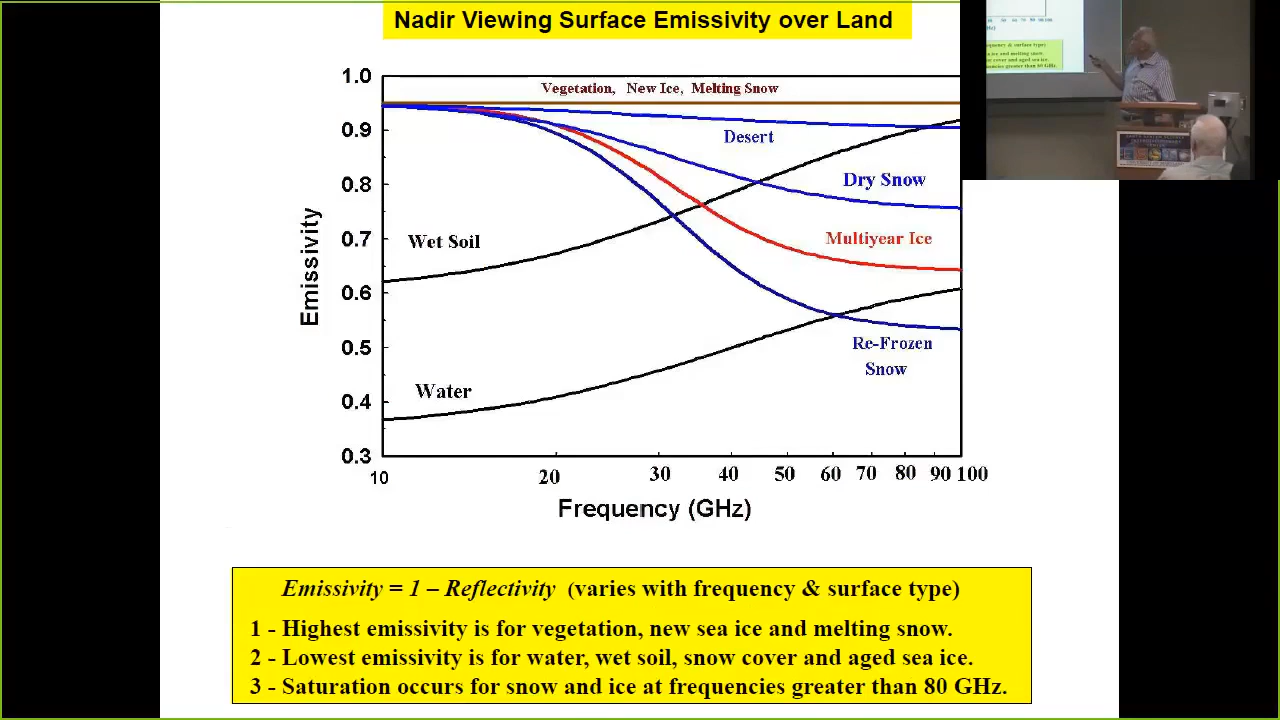 Nadir Viewing Surface Emissivity over Land
1.0
0.9
0.8
0.7
0.6
0.5
0.4
0.3
Emissivity
Vegetation, New Ice, Melting Snow
Desert
Dry Snow
Wet Soil
Multiyear Ice
Re-Frozen
Snow
Water
10 20 30 40 50 60 70 80 90 100
Frequency (GHz)
Emissivity = 1 – Reflectivity (varies with frequency & surface type)
1 - Highest emissivity is for vegetation, new sea ice and melting snow.
2 - Lowest emissivity is for water, wet soil, snow cover and aged sea ice.
3 - Saturation occurs for snow and ice at frequencies greater than 80 GHz.